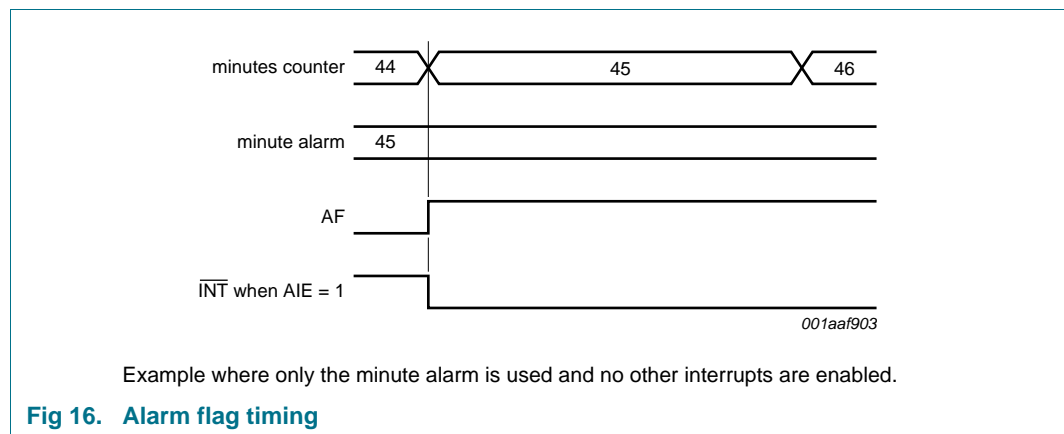 minutes counter 44 45 46
minute alarm 45
AF
INT when AIE = 1
001aaf903
Example where only the minute alarm is used and no other interrupts are enabled.
Fig 16. Alarm flag timing